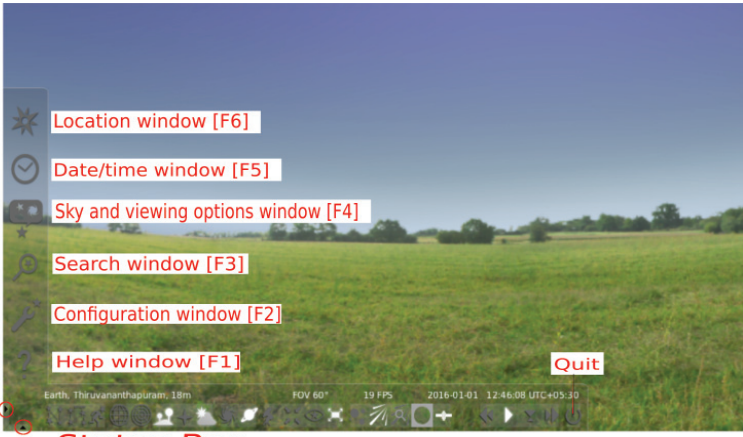 Location window [F6]
Date/time window [F5]
Sky and viewing options window [F4]
Search window [F3]
Configuration window [F2]
Help window [F1]
Quit
Earth, Thiruvananthapuram, 18m FOV 60° 19 FPS 2016-01-01 12:46:08 UTC+05:30